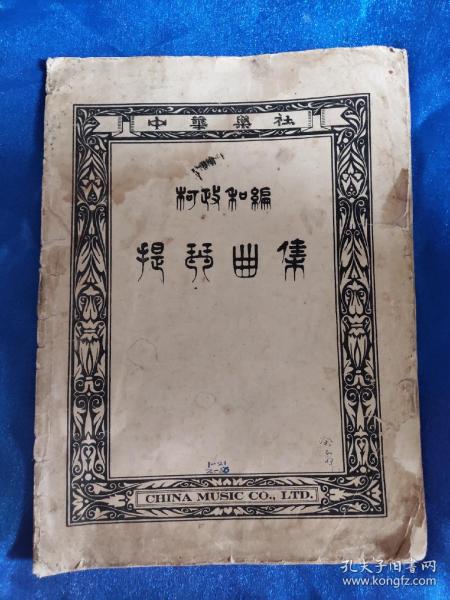 中華樂社
柯政和編
提琴曲集
CHINA MUSIC CO., LTD.
孔夫子旧书网
www.kongfz.com